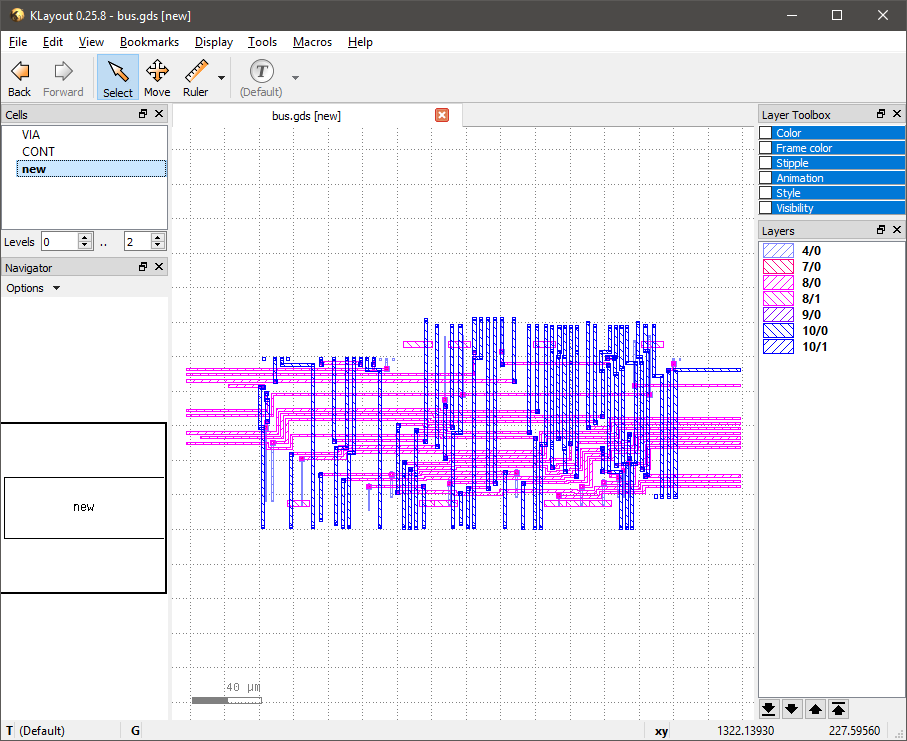 KLayout 0.25.8 - bus.gds [new]
File Edit View Bookmarks Display Tools Macros Help
Back Forward Select Move Ruler T (Default)
Cells
VIA
CONT
new
Levels 0 .. 2
Navigator
Options
new
bus.gds [new]
40 µm
Layer Toolbox
Color
Frame color
Stipple
Animation
Style
Visibility
Layers
4/0
7/0
8/0
8/1
9/0
10/0
10/1
T (Default) G xy 1322.13930 227.59560